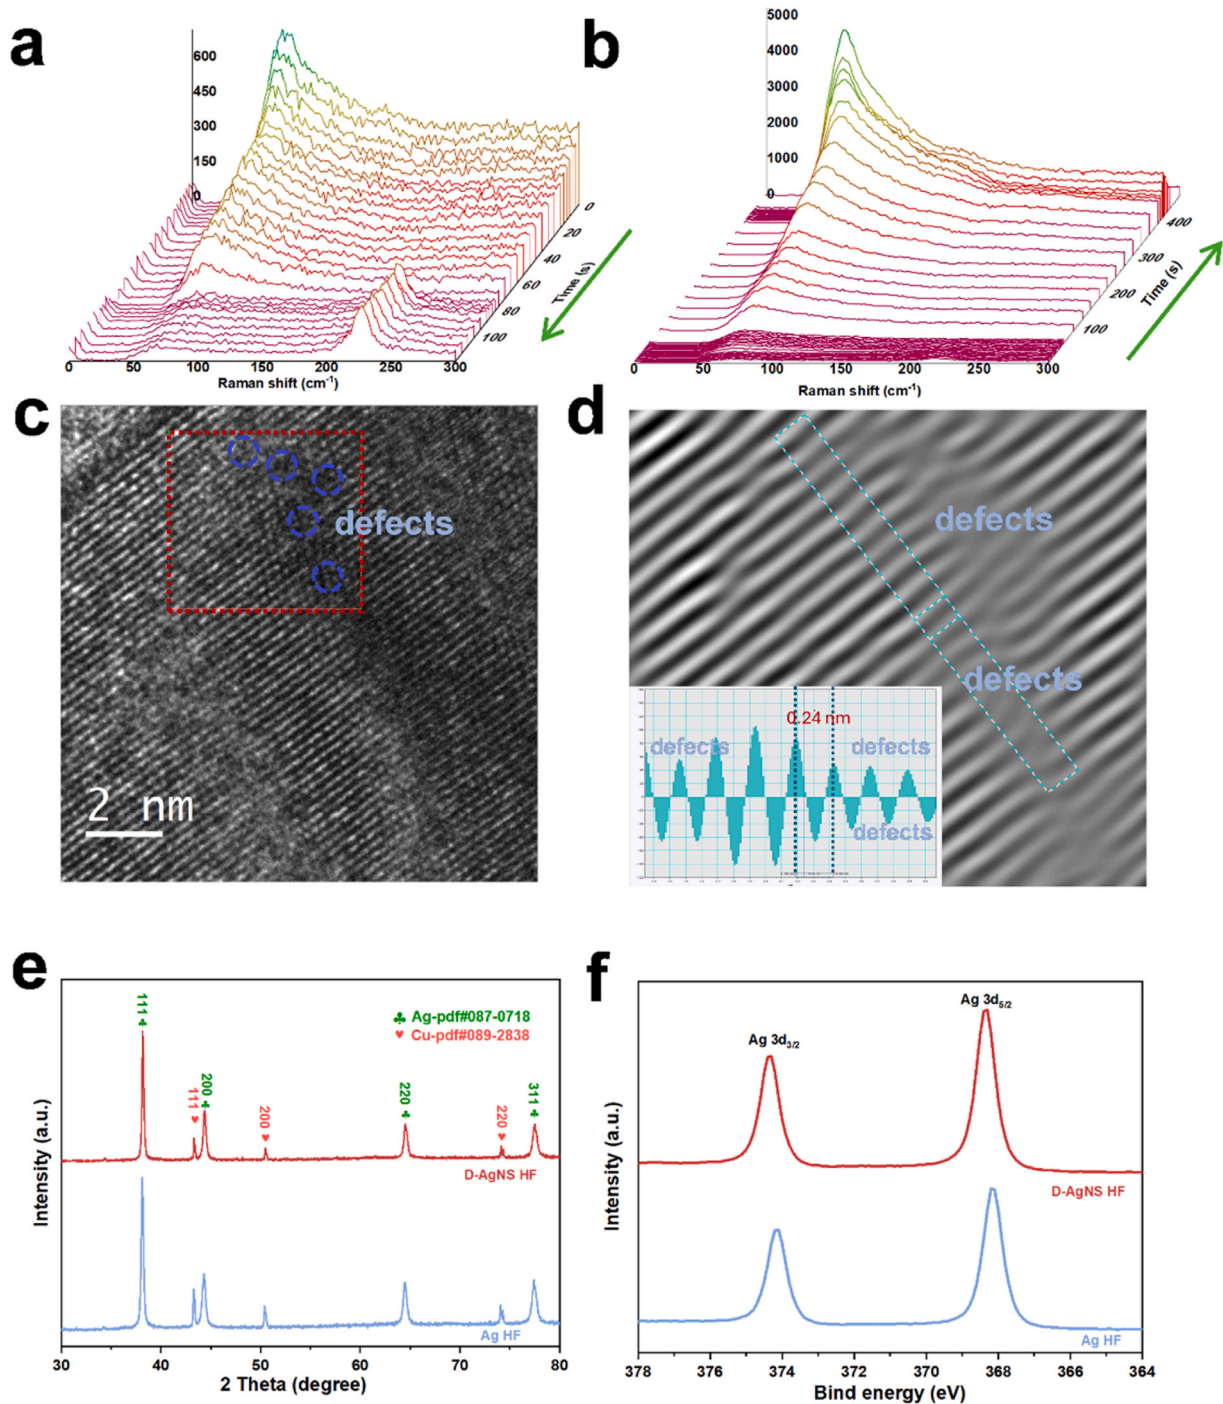 a
600
450
300
150
0
0
20
40
60
80
100
Time (s)
0 50 100 150 200 250 300
Raman shift (cm⁻¹)
b
5000
4000
3000
2000
1000
0
400
300
200
100
Time (s)
0 50 100 150 200 250 300
Raman shift (cm⁻¹)
c
defects
2 nm
d
defects
defects
0.24 nm
defects
defects
defects
e
111 ♣
111 ♥
200 ♣
200 ♥
220 ♣
220 ♥
311 ♣
♣ Ag-pdf#087-0718
♥ Cu-pdf#089-2838
D-AgNS HF
Ag HF
Intensity (a.u.)
30 40 50 60 70 80
2 Theta (degree)
f
Ag 3d3/2
Ag 3d5/2
D-AgNS HF
Ag HF
Intensity (a.u.)
378 376 374 372 370 368 366 364
Bind energy (eV)